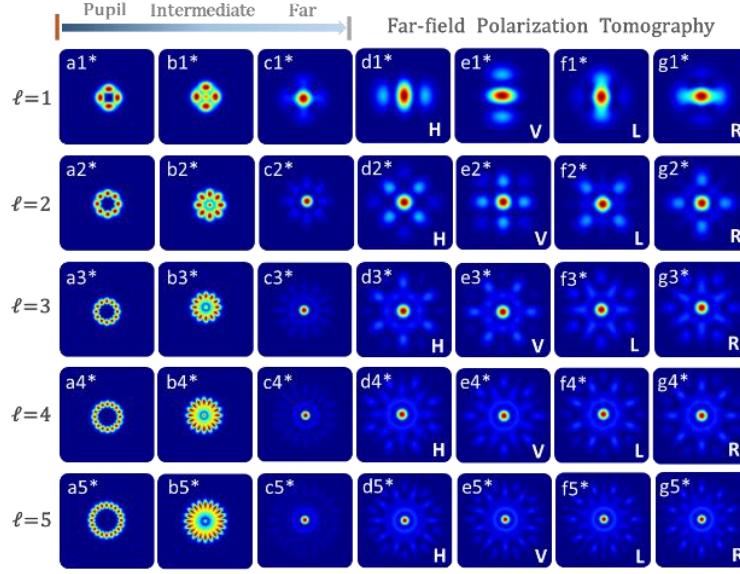 Pupil Intermediate Far Far-field Polarization Tomography
ℓ=1 a1* b1* c1* d1* H e1* V f1* L g1* R
ℓ=2 a2* b2* c2* d2* H e2* V f2* L g2* R
ℓ=3 a3* b3* c3* d3* H e3* V f3* L g3* R
ℓ=4 a4* b4* c4* d4* H e4* V f4* L g4* R
ℓ=5 a5* b5* c5* d5* H e5* V f5* L g5* R